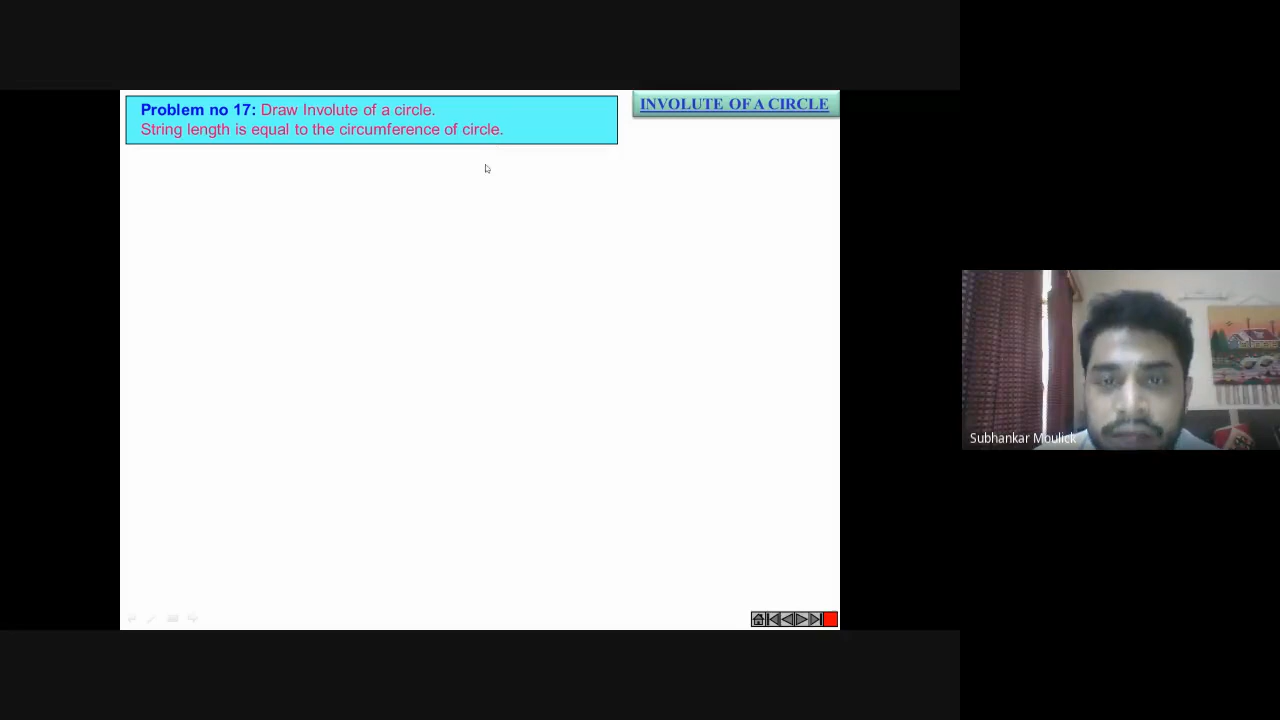 Problem no 17: Draw Involute of a circle.
String length is equal to the circumference of circle.
INVOLUTE OF A CIRCLE
Subhankar Moulick